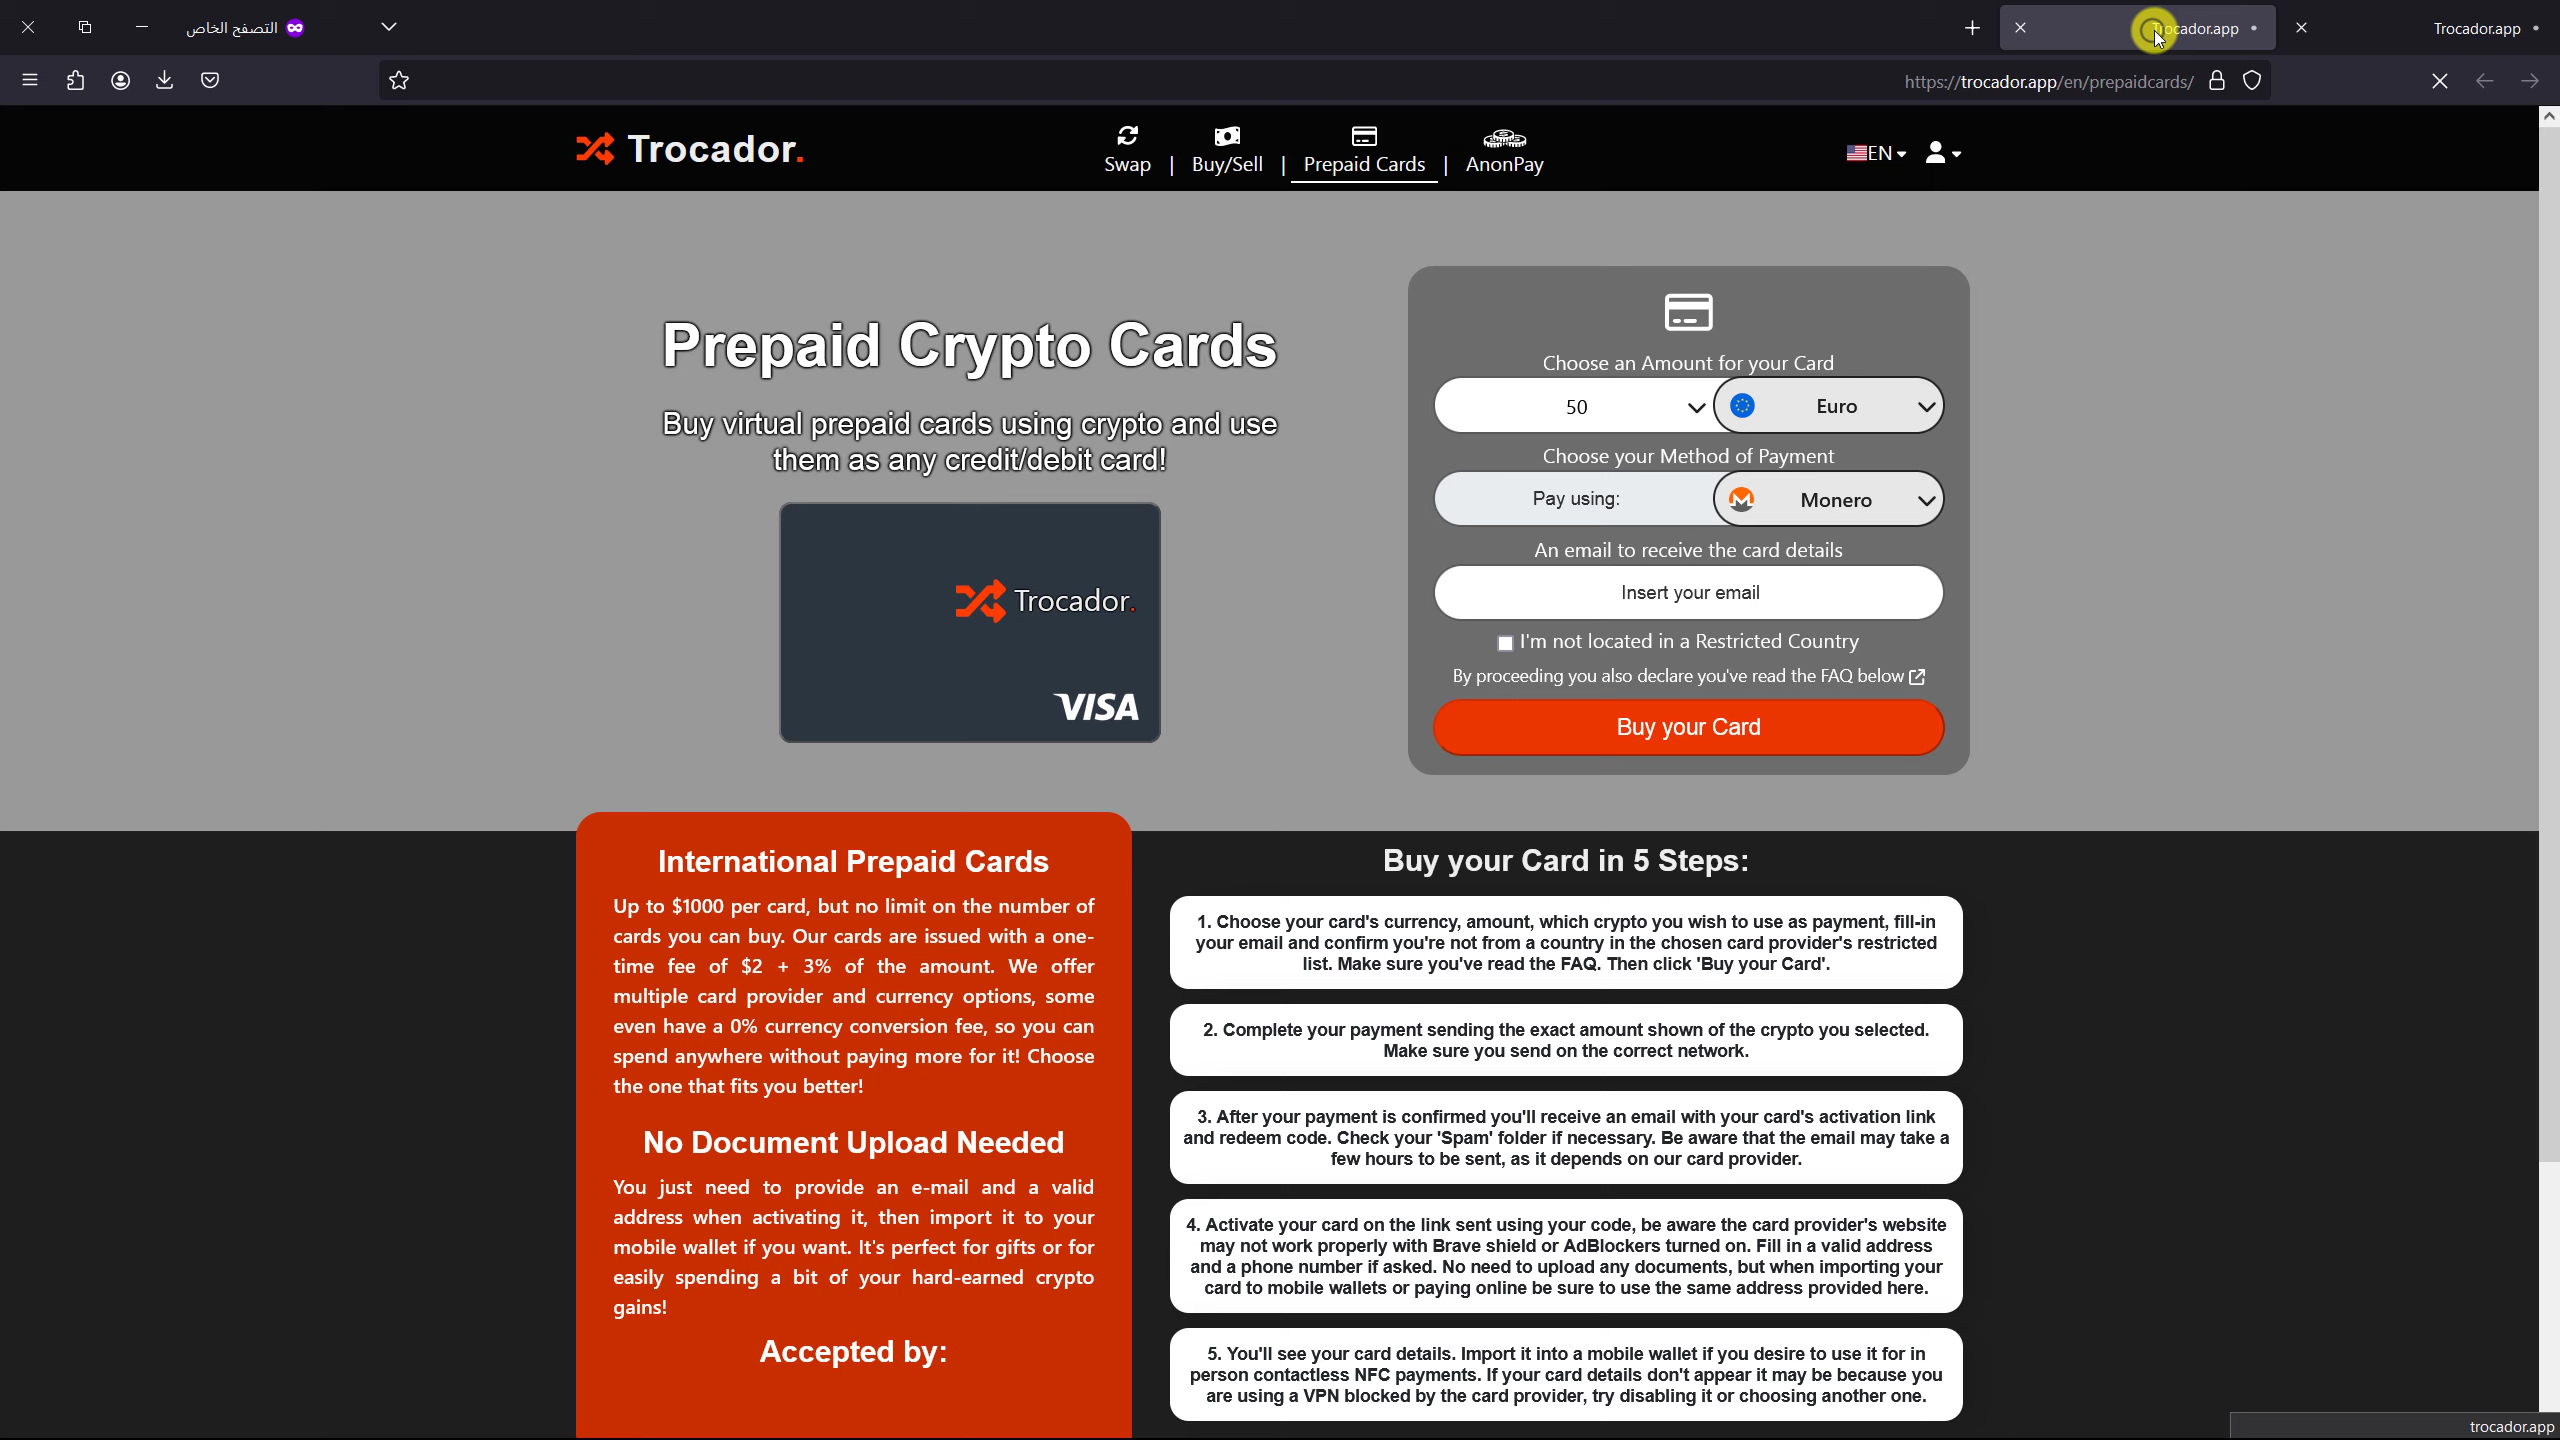 التصفح الخاص
Trocador.app
Trocador.app
https://trocador.app/en/prepaidcards/
Trocador.
Swap | Buy/Sell | Prepaid Cards | AnonPay
EN
Prepaid Crypto Cards
Buy virtual prepaid cards using crypto and use
them as any credit/debit card!
Trocador.
VISA
Choose an Amount for your Card
50
Euro
Choose your Method of Payment
Pay using:
Monero
An email to receive the card details
Insert your email
I'm not located in a Restricted Country
By proceeding you also declare you've read the FAQ below
Buy your Card
International Prepaid Cards
Up to $1000 per card, but no limit on the number of
cards you can buy. Our cards are issued with a one-
time fee of $2 + 3% of the amount. We offer
multiple card provider and currency options, some
even have a 0% currency conversion fee, so you can
spend anywhere without paying more for it! Choose
the one that fits you better!
No Document Upload Needed
You just need to provide an e-mail and a valid
address when activating it, then import it to your
mobile wallet if you want. It's perfect for gifts or for
easily spending a bit of your hard-earned crypto
gains!
Accepted by:
Buy your Card in 5 Steps:
1. Choose your card's currency, amount, which crypto you wish to use as payment, fill-in
your email and confirm you're not from a country in the chosen card provider's restricted
list. Make sure you've read the FAQ. Then click 'Buy your Card'.
2. Complete your payment sending the exact amount shown of the crypto you selected.
Make sure you send on the correct network.
3. After your payment is confirmed you'll receive an email with your card's activation link
and redeem code. Check your 'Spam' folder if necessary. Be aware that the email may take a
few hours to be sent, as it depends on our card provider.
4. Activate your card on the link sent using your code, be aware the card provider's website
may not work properly with Brave shield or AdBlockers turned on. Fill in a valid address
and a phone number if asked. No need to upload any documents, but when importing your
card to mobile wallets or paying online be sure to use the same address provided here.
5. You'll see your card details. Import it into a mobile wallet if you desire to use it for in
person contactless NFC payments. If your card details don't appear it may be because you
are using a VPN blocked by the card provider, try disabling it or choosing another one.
trocador.app